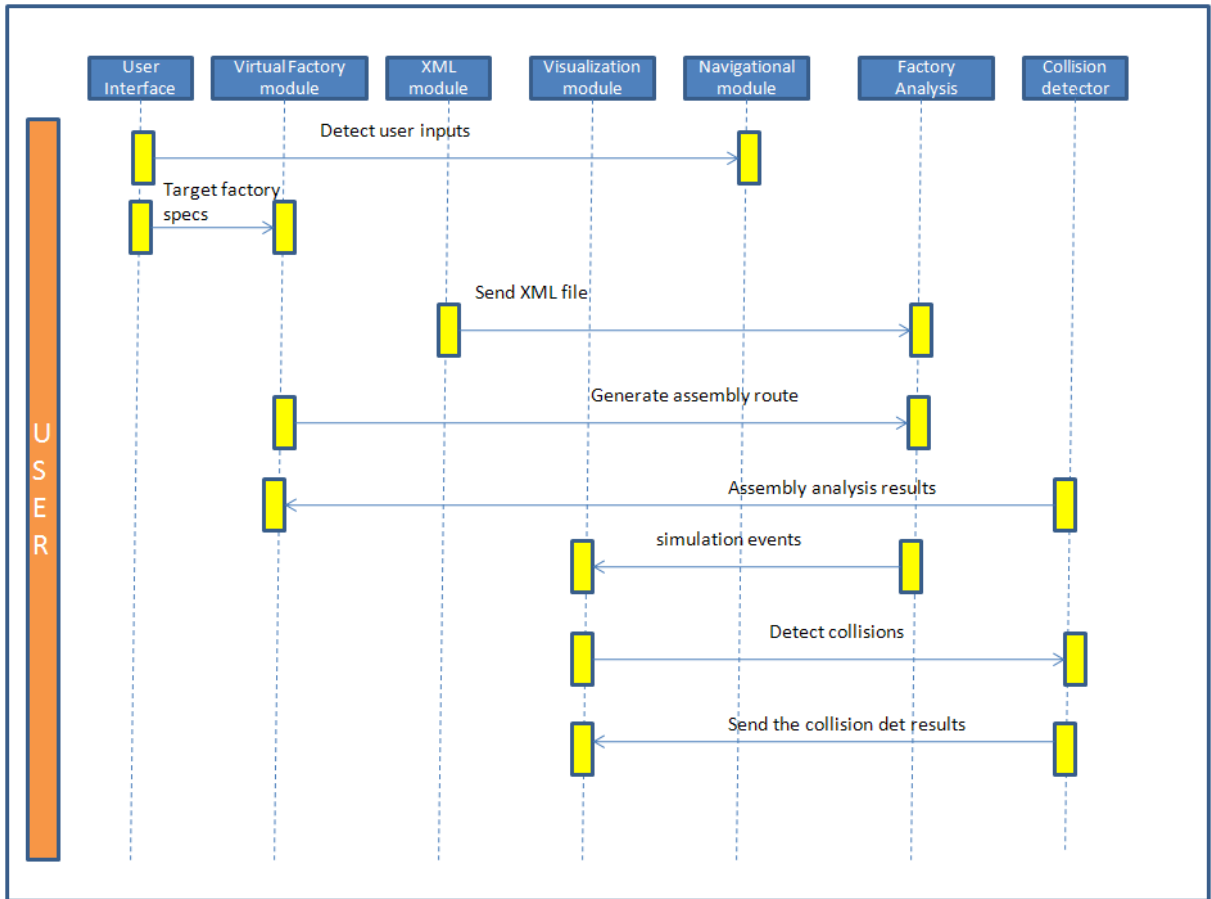 User
Interface
Virtual Factory
module
XML
module
Visualization
module
Navigational
module
Factory
Analysis
Collision
detector
USER
Detect user inputs
Target factory
specs
Send XML file
Generate assembly route
Assembly analysis results
simulation events
Detect collisions
Send the collision det results